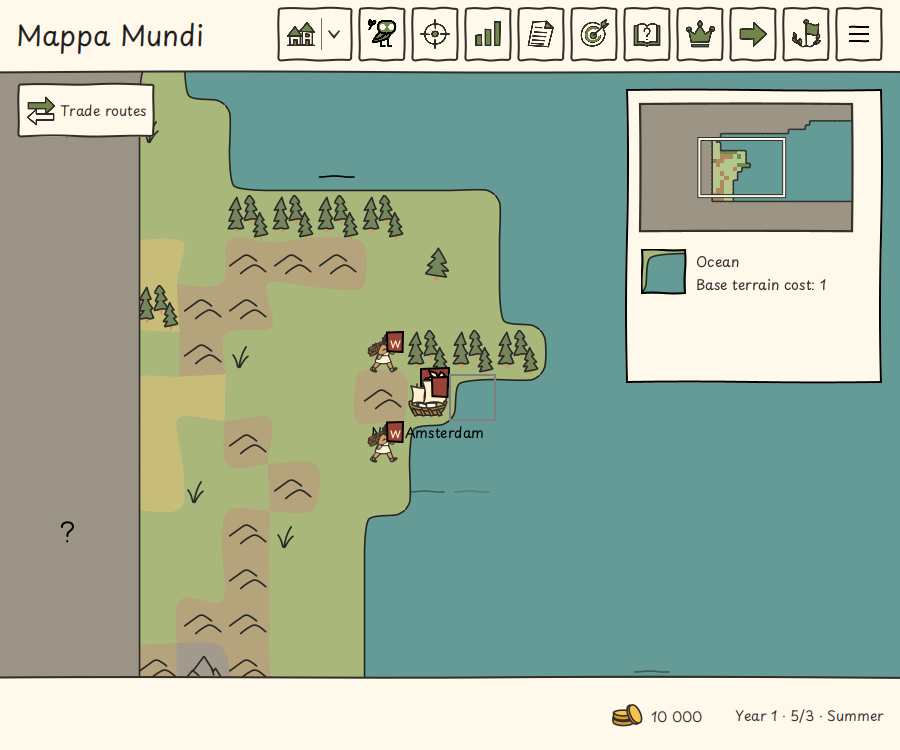 Mappa Mundi
Trade routes
Ocean
Base terrain cost: 1
W
W
Amsterdam
?
10 000
Year 1 · 5/3 · Summer